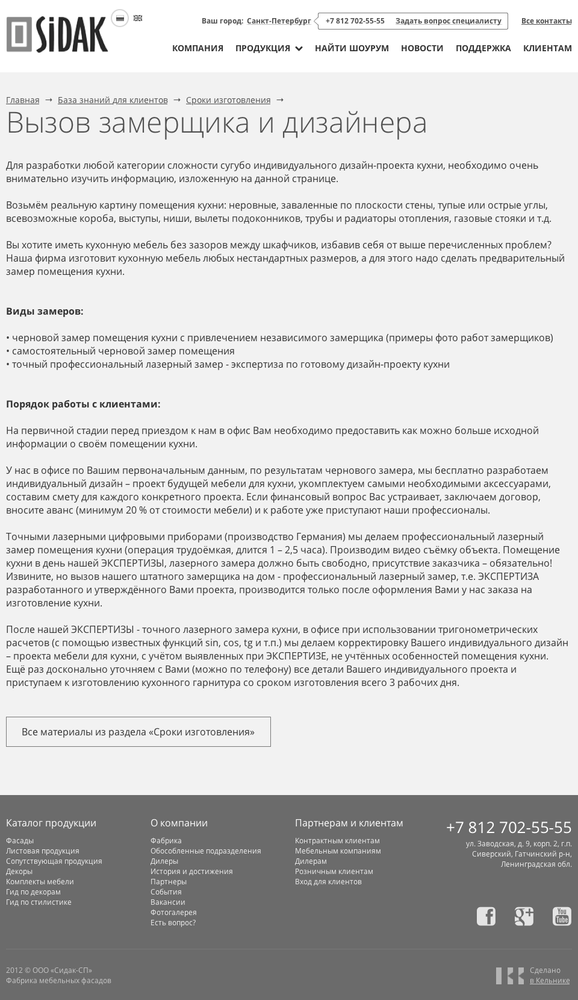 SIDAK
Ваш город: Санкт-Петербург +7 812 702-55-55 Задать вопрос специалисту Все контакты
КОМПАНИЯ ПРОДУКЦИЯ НАЙТИ ШОУРУМ НОВОСТИ ПОДДЕРЖКА КЛИЕНТАМ
Главная → База знаний для клиентов → Сроки изготовления →
Вызов замерщика и дизайнера
Для разработки любой категории сложности сугубо индивидуального дизайн-проекта кухни, необходимо очень
внимательно изучить информацию, изложенную на данной странице.
Возьмём реальную картину помещения кухни: неровные, заваленные по плоскости стены, тупые или острые углы,
всевозможные короба, выступы, ниши, вылеты подоконников, трубы и радиаторы отопления, газовые стояки и т.д.
Вы хотите иметь кухонную мебель без зазоров между шкафчиков, избавив себя от выше перечисленных проблем?
Наша фирма изготовит кухонную мебель любых нестандартных размеров, а для этого надо сделать предварительный
замер помещения кухни.
Виды замеров:
• черновой замер помещения кухни с привлечением независимого замерщика (примеры фото работ замерщиков)
• самостоятельный черновой замер помещения
• точный профессиональный лазерный замер - экспертиза по готовому дизайн-проекту кухни
Порядок работы с клиентами:
На первичной стадии перед приездом к нам в офис Вам необходимо предоставить как можно больше исходной
информации о своём помещении кухни.
У нас в офисе по Вашим первоначальным данным, по результатам чернового замера, мы бесплатно разработаем
индивидуальный дизайн – проект будущей мебели для кухни, укомплектуем самыми необходимыми аксессуарами,
составим смету для каждого конкретного проекта. Если финансовый вопрос Вас устраивает, заключаем договор,
вносите аванс (минимум 20 % от стоимости мебели) и к работе уже приступают наши профессионалы.
Точными лазерными цифровыми приборами (производство Германия) мы делаем профессиональный лазерный
замер помещения кухни (операция трудоёмкая, длится 1 – 2,5 часа). Производим видео съёмку объекта. Помещение
кухни в день нашей ЭКСПЕРТИЗЫ, лазерного замера должно быть свободно, присутствие заказчика – обязательно!
Извините, но вызов нашего штатного замерщика на дом - профессиональный лазерный замер, т.е. ЭКСПЕРТИЗА
разработанного и утверждённого Вами проекта, производится только после оформления Вами у нас заказа на
изготовление кухни.
После нашей ЭКСПЕРТИЗЫ - точного лазерного замера кухни, в офисе при использовании тригонометрических
расчетов (с помощью известных функций sin, cos, tg и т.п.) мы делаем корректировку Вашего индивидуального дизайн
– проекта мебели для кухни, с учётом выявленных при ЭКСПЕРТИЗЕ, не учтённых особенностей помещения кухни.
Ещё раз досконально уточняем с Вами (можно по телефону) все детали Вашего индивидуального проекта и
приступаем к изготовлению кухонного гарнитура со сроком изготовления всего 3 рабочих дня.
Все материалы из раздела «Сроки изготовления»
Каталог продукции
Фасады
Листовая продукция
Сопутствующая продукция
Декоры
Комплекты мебели
Гид по декорам
Гид по стилистике
О компании
Фабрика
Обособленные подразделения
Дилеры
История и достижения
Партнеры
События
Вакансии
Фотогалерея
Есть вопрос?
Партнерам и клиентам
Контрактным клиентам
Мебельным компаниям
Дилерам
Розничным клиентам
Вход для клиентов
+7 812 702-55-55
ул. Заводская, д. 9, корп. 2, г.п.
Сиверский, Гатчинский р-н,
Ленинградская обл.
You Tube
2012 © ООО «Сидак-СП»
Фабрика мебельных фасадов
Сделано
в Кельнике